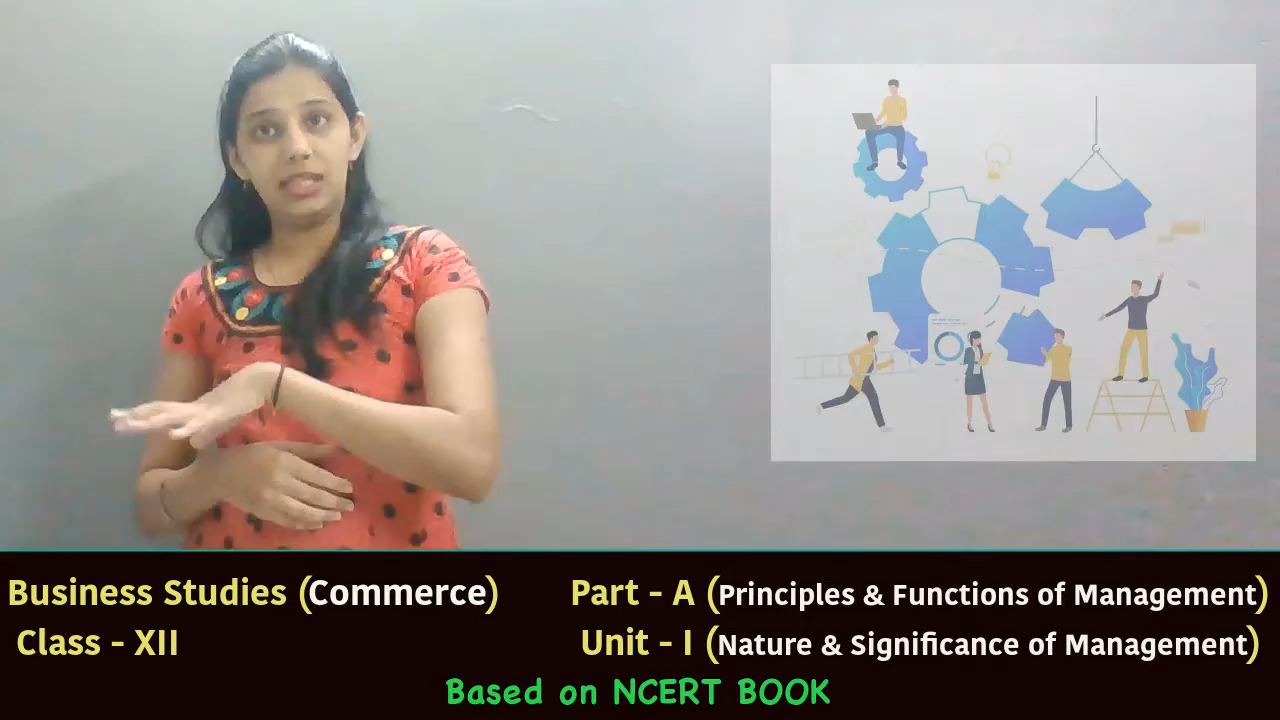 Business Studies (Commerce)
Part - A (Principles & Functions of Management)
Class - XII
Unit - I (Nature & Significance of Management)
Based on NCERT BOOK